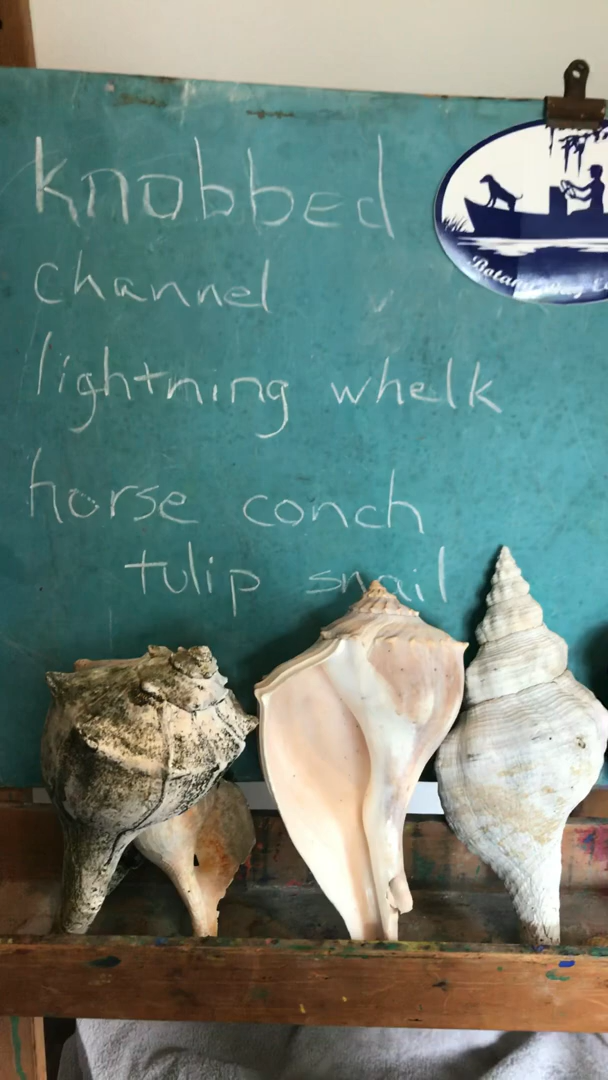 knobbed
channel
lightning whelk
horse conch
tulip snail